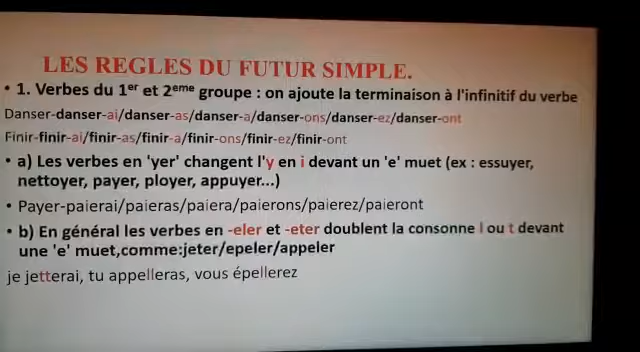 LES REGLES DU FUTUR SIMPLE.
• 1. Verbes du 1er et 2eme groupe : on ajoute la terminaison à l'infinitif du verbe
Danser-danser-ai/danser-as/danser-a/danser-ons/danser-ez/danser-ont
Finir-finir-ai/finir-as/finir-a/finir-ons/finir-ez/finir-ont
• a) Les verbes en 'yer' changent l'y en i devant un 'e' muet (ex : essuyer,
nettoyer, payer, ployer, appuyer...)
• Payer-paierai/paieras/paiera/paierons/paierez/paieront
• b) En général les verbes en -eler et -eter doublent la consonne l ou t devant
une 'e' muet,comme:jeter/epeler/appeler
je jetterai, tu appelleras, vous épellerez